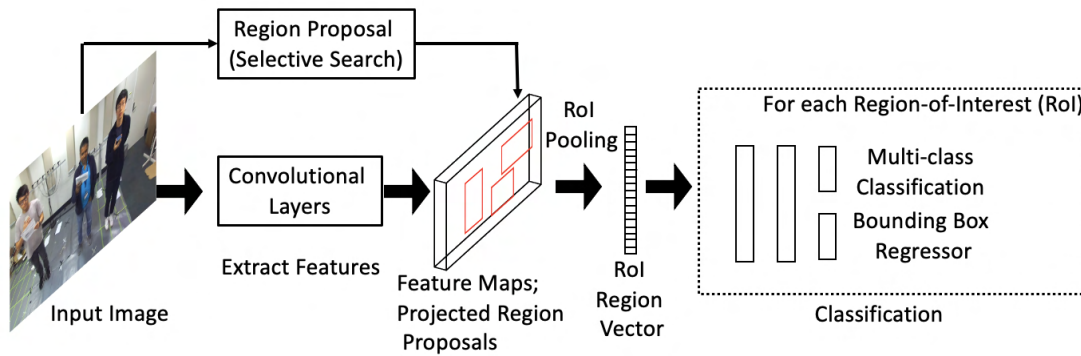 Region Proposal
(Selective Search)
Input Image
Convolutional
Layers
Extract Features
Feature Maps;
Projected Region
Proposals
RoI
Pooling
RoI
Region
Vector
For each Region-of-Interest (RoI)
Multi-class
Classification
Bounding Box
Regressor
Classification